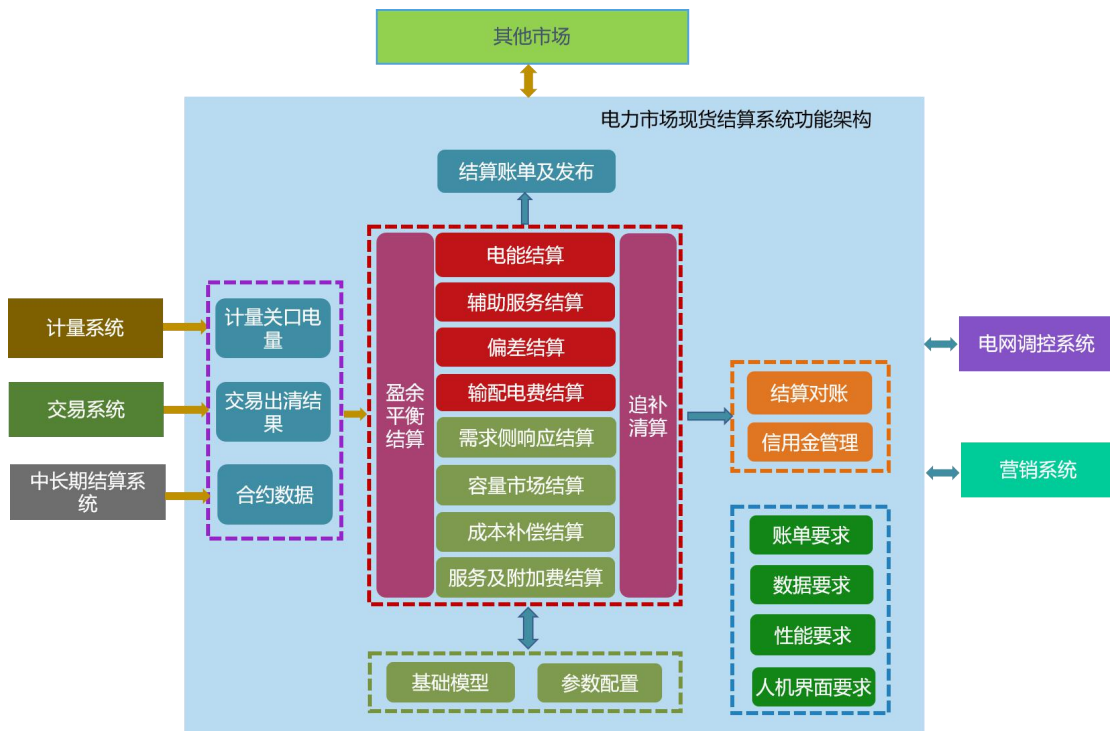 其他市场
电力市场现货结算系统功能架构
结算账单及发布
计量系统
交易系统
中长期结算系
统
计量关口电
量
交易出清结
果
合约数据
盈余
平衡
结算
电能结算
辅助服务结算
偏差结算
输配电费结算
需求侧响应结算
容量市场结算
成本补偿结算
服务及附加费结算
追补
清算
结算对账
信用金管理
账单要求
数据要求
性能要求
人机界面要求
电网调控系统
营销系统
基础模型
参数配置